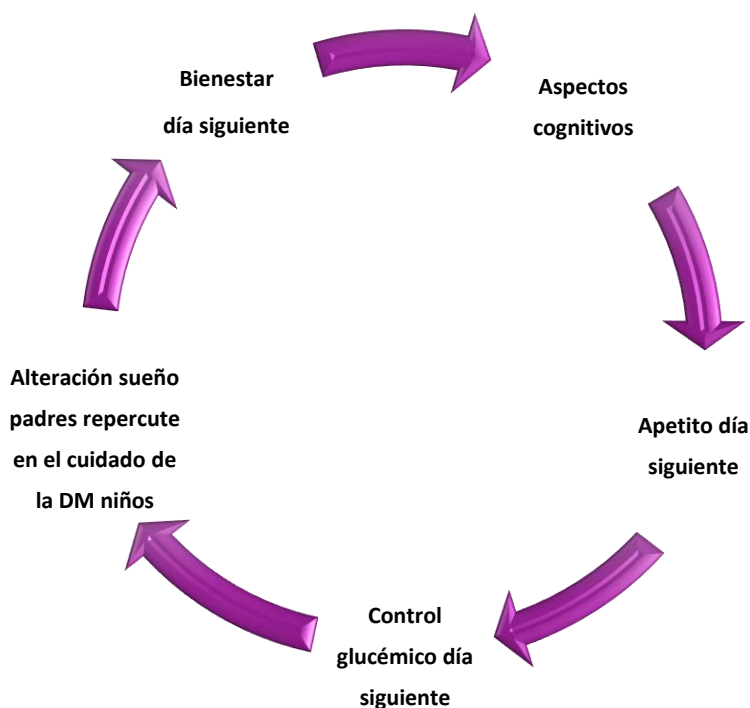 Bienestar
día siguiente
Aspectos
cognitivos
Apetito día
siguiente
Control
glucémico día
siguiente
Alteración sueño
padres repercute
en el cuidado de
la DM niños